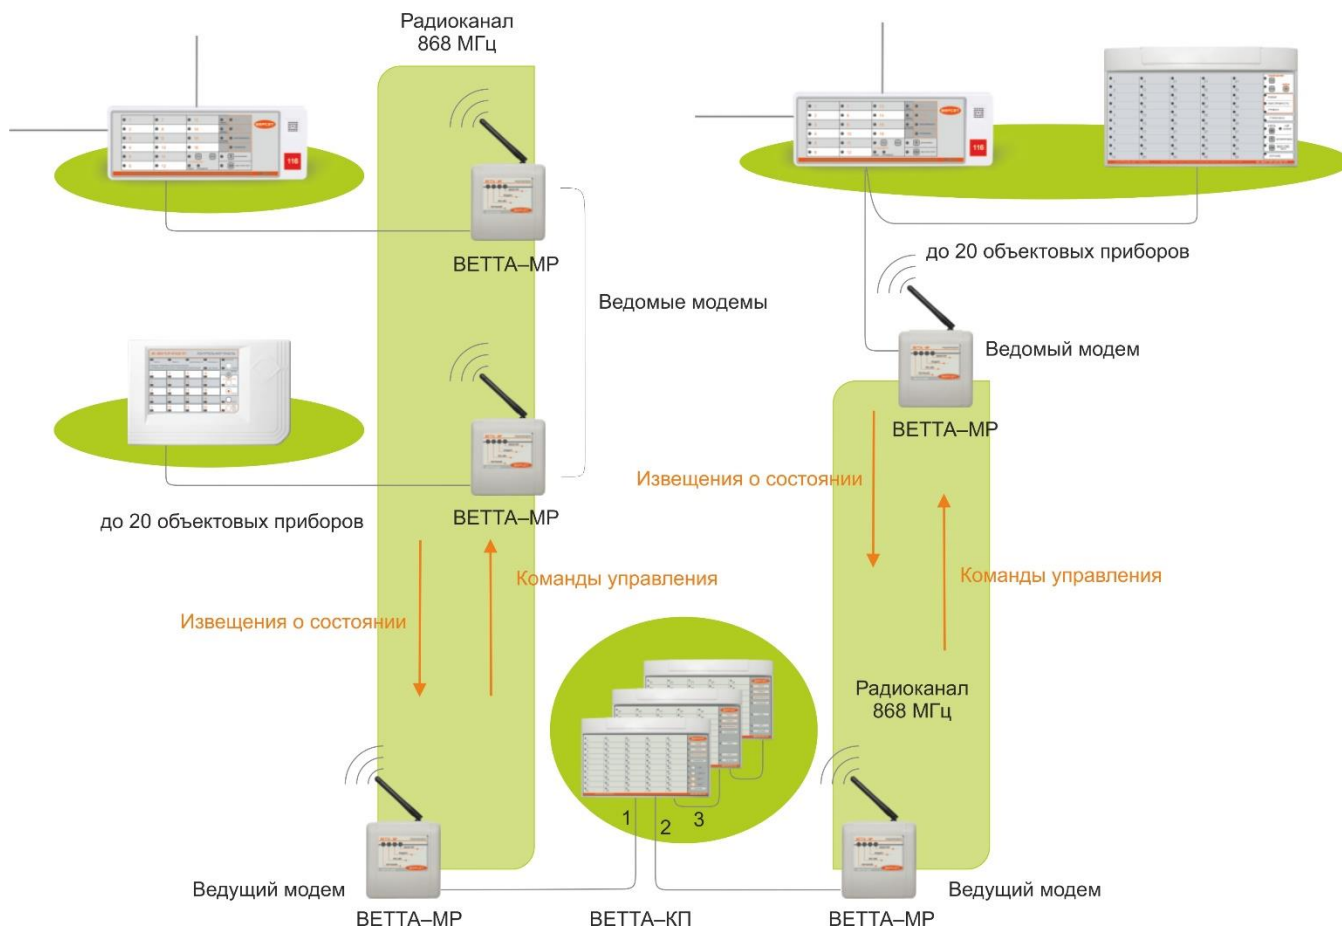 Радиоканал
868 МГц
ВЕТТА–МР
до 20 объектовых приборов
Ведомые модемы
Ведомый модем
ВЕТТА–МР
Извещения о состоянии
до 20 объектовых приборов
ВЕТТА–МР
Команды управления
Команды управления
Извещения о состоянии
Радиоканал
868 МГц
1
2
3
Ведущий модем
Ведущий модем
ВЕТТА–МР
ВЕТТА–КП
ВЕТТА–МР